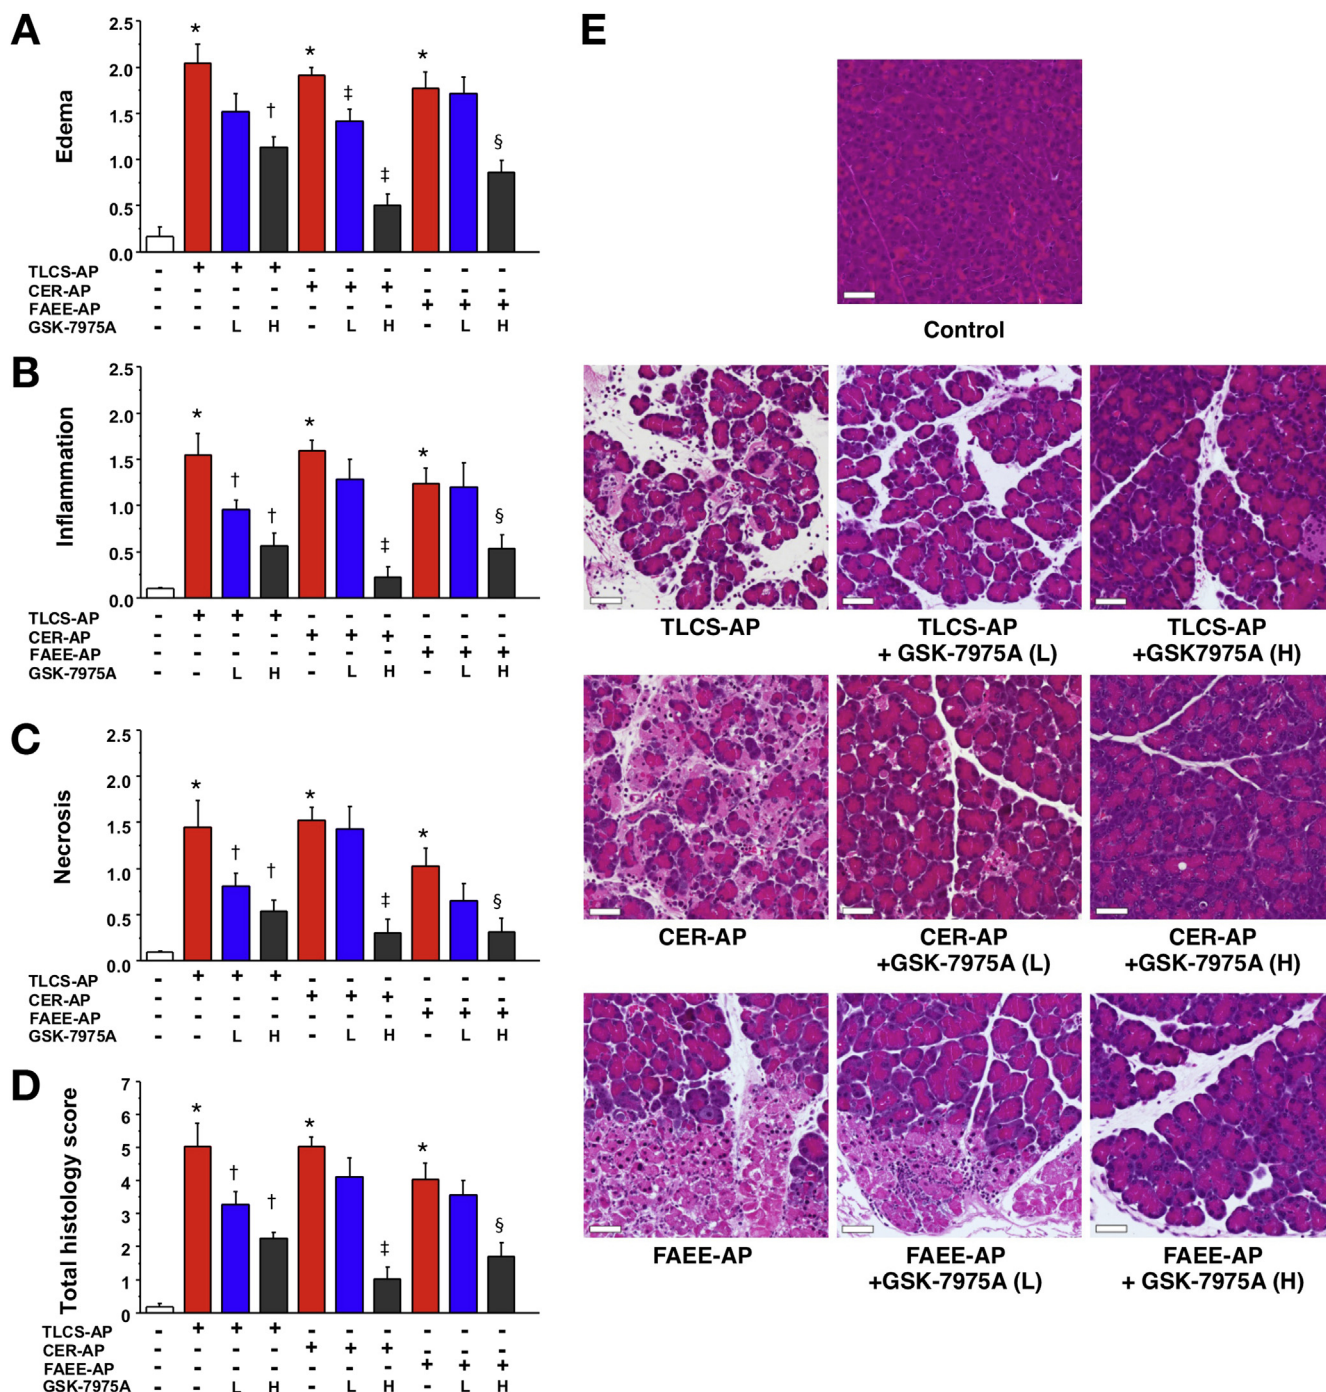 A
Edema
2.5
2.0
1.5
1.0
0.5
0.0
* † * ‡ ‡ * §
TLCS-AP - + + + - - - - - -
CER-AP - - - - + + + - - -
FAEE-AP - - - - - - - + + +
GSK-7975A - - L H - L H - L H
B
Inflammation
2.5
2.0
1.5
1.0
0.5
0.0
* † † * ‡ * §
TLCS-AP - + + + - - - - - -
CER-AP - - - - + + + - - -
FAEE-AP - - - - - - - + + +
GSK-7975A - - L H - L H - L H
C
Necrosis
2.5
2.0
1.5
1.0
0.5
0.0
* † † * ‡ * §
TLCS-AP - + + + - - - - - -
CER-AP - - - - + + + - - -
FAEE-AP - - - - - - - + + +
GSK-7975A - - L H - L H - L H
D
Total histology score
7
6
5
4
3
2
1
0
* † † * ‡ * §
TLCS-AP - + + + - - - - - -
CER-AP - - - - + + + - - -
FAEE-AP - - - - - - - + + +
GSK-7975A - - L H - L H - L H
E
Control
TLCS-AP
TLCS-AP
+ GSK-7975A (L)
TLCS-AP
+GSK7975A (H)
CER-AP
CER-AP
+GSK-7975A (L)
CER-AP
+GSK-7975A (H)
FAEE-AP
FAEE-AP
+GSK-7975A (L)
FAEE-AP
+ GSK-7975A (H)